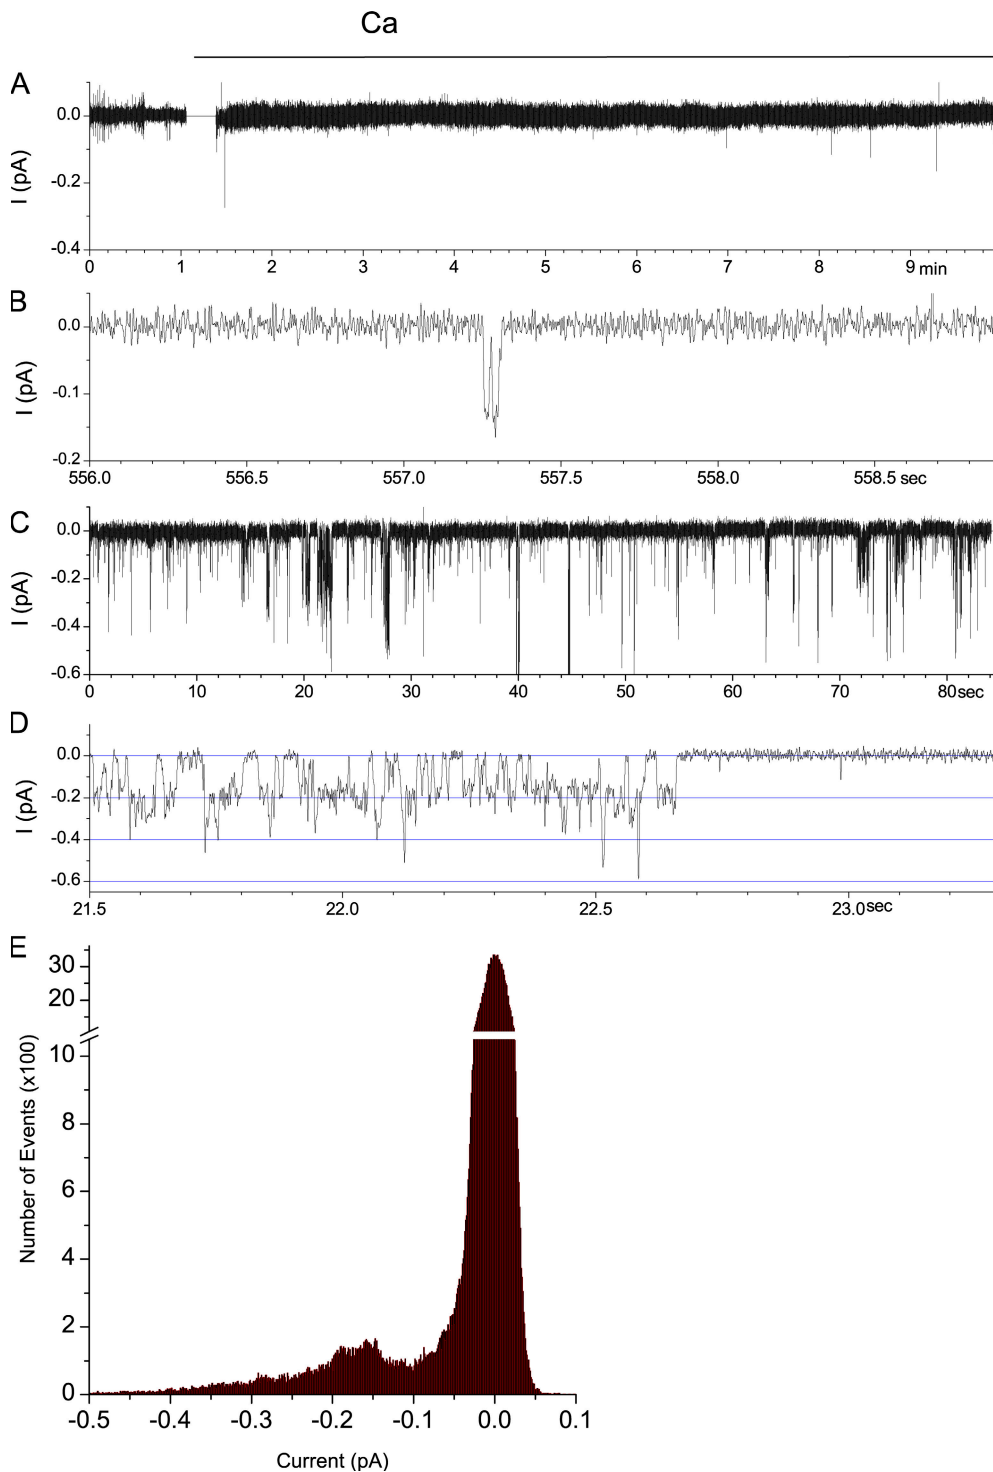 Ca
A
I (pA)
0.0
-0.2
-0.4
0 1 2 3 4 5 6 7 8 9 min
B
I (pA)
0.0
-0.1
-0.2
556.0 556.5 557.0 557.5 558.0 558.5 sec
C
I (pA)
0.0
-0.2
-0.4
-0.6
0 10 20 30 40 50 60 70 80sec
D
I (pA)
0.0
-0.2
-0.4
-0.6
21.5 22.0 22.5 23.0sec
E
Number of Events (x100)
30
20
10
8
6
4
2
0
-0.5 -0.4 -0.3 -0.2 -0.1 0.0 0.1
Current (pA)